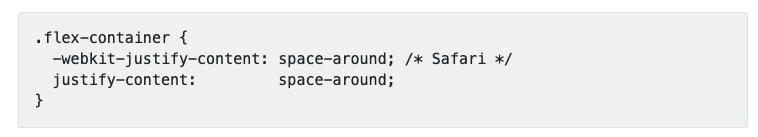 .flex-container {
  -webkit-justify-content: space-around; /* Safari */
  justify-content:         space-around;
}